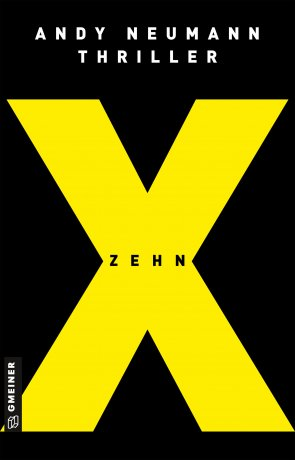 ANDY NEUMANN
THRILLER
X
ZEHN
GMEINER